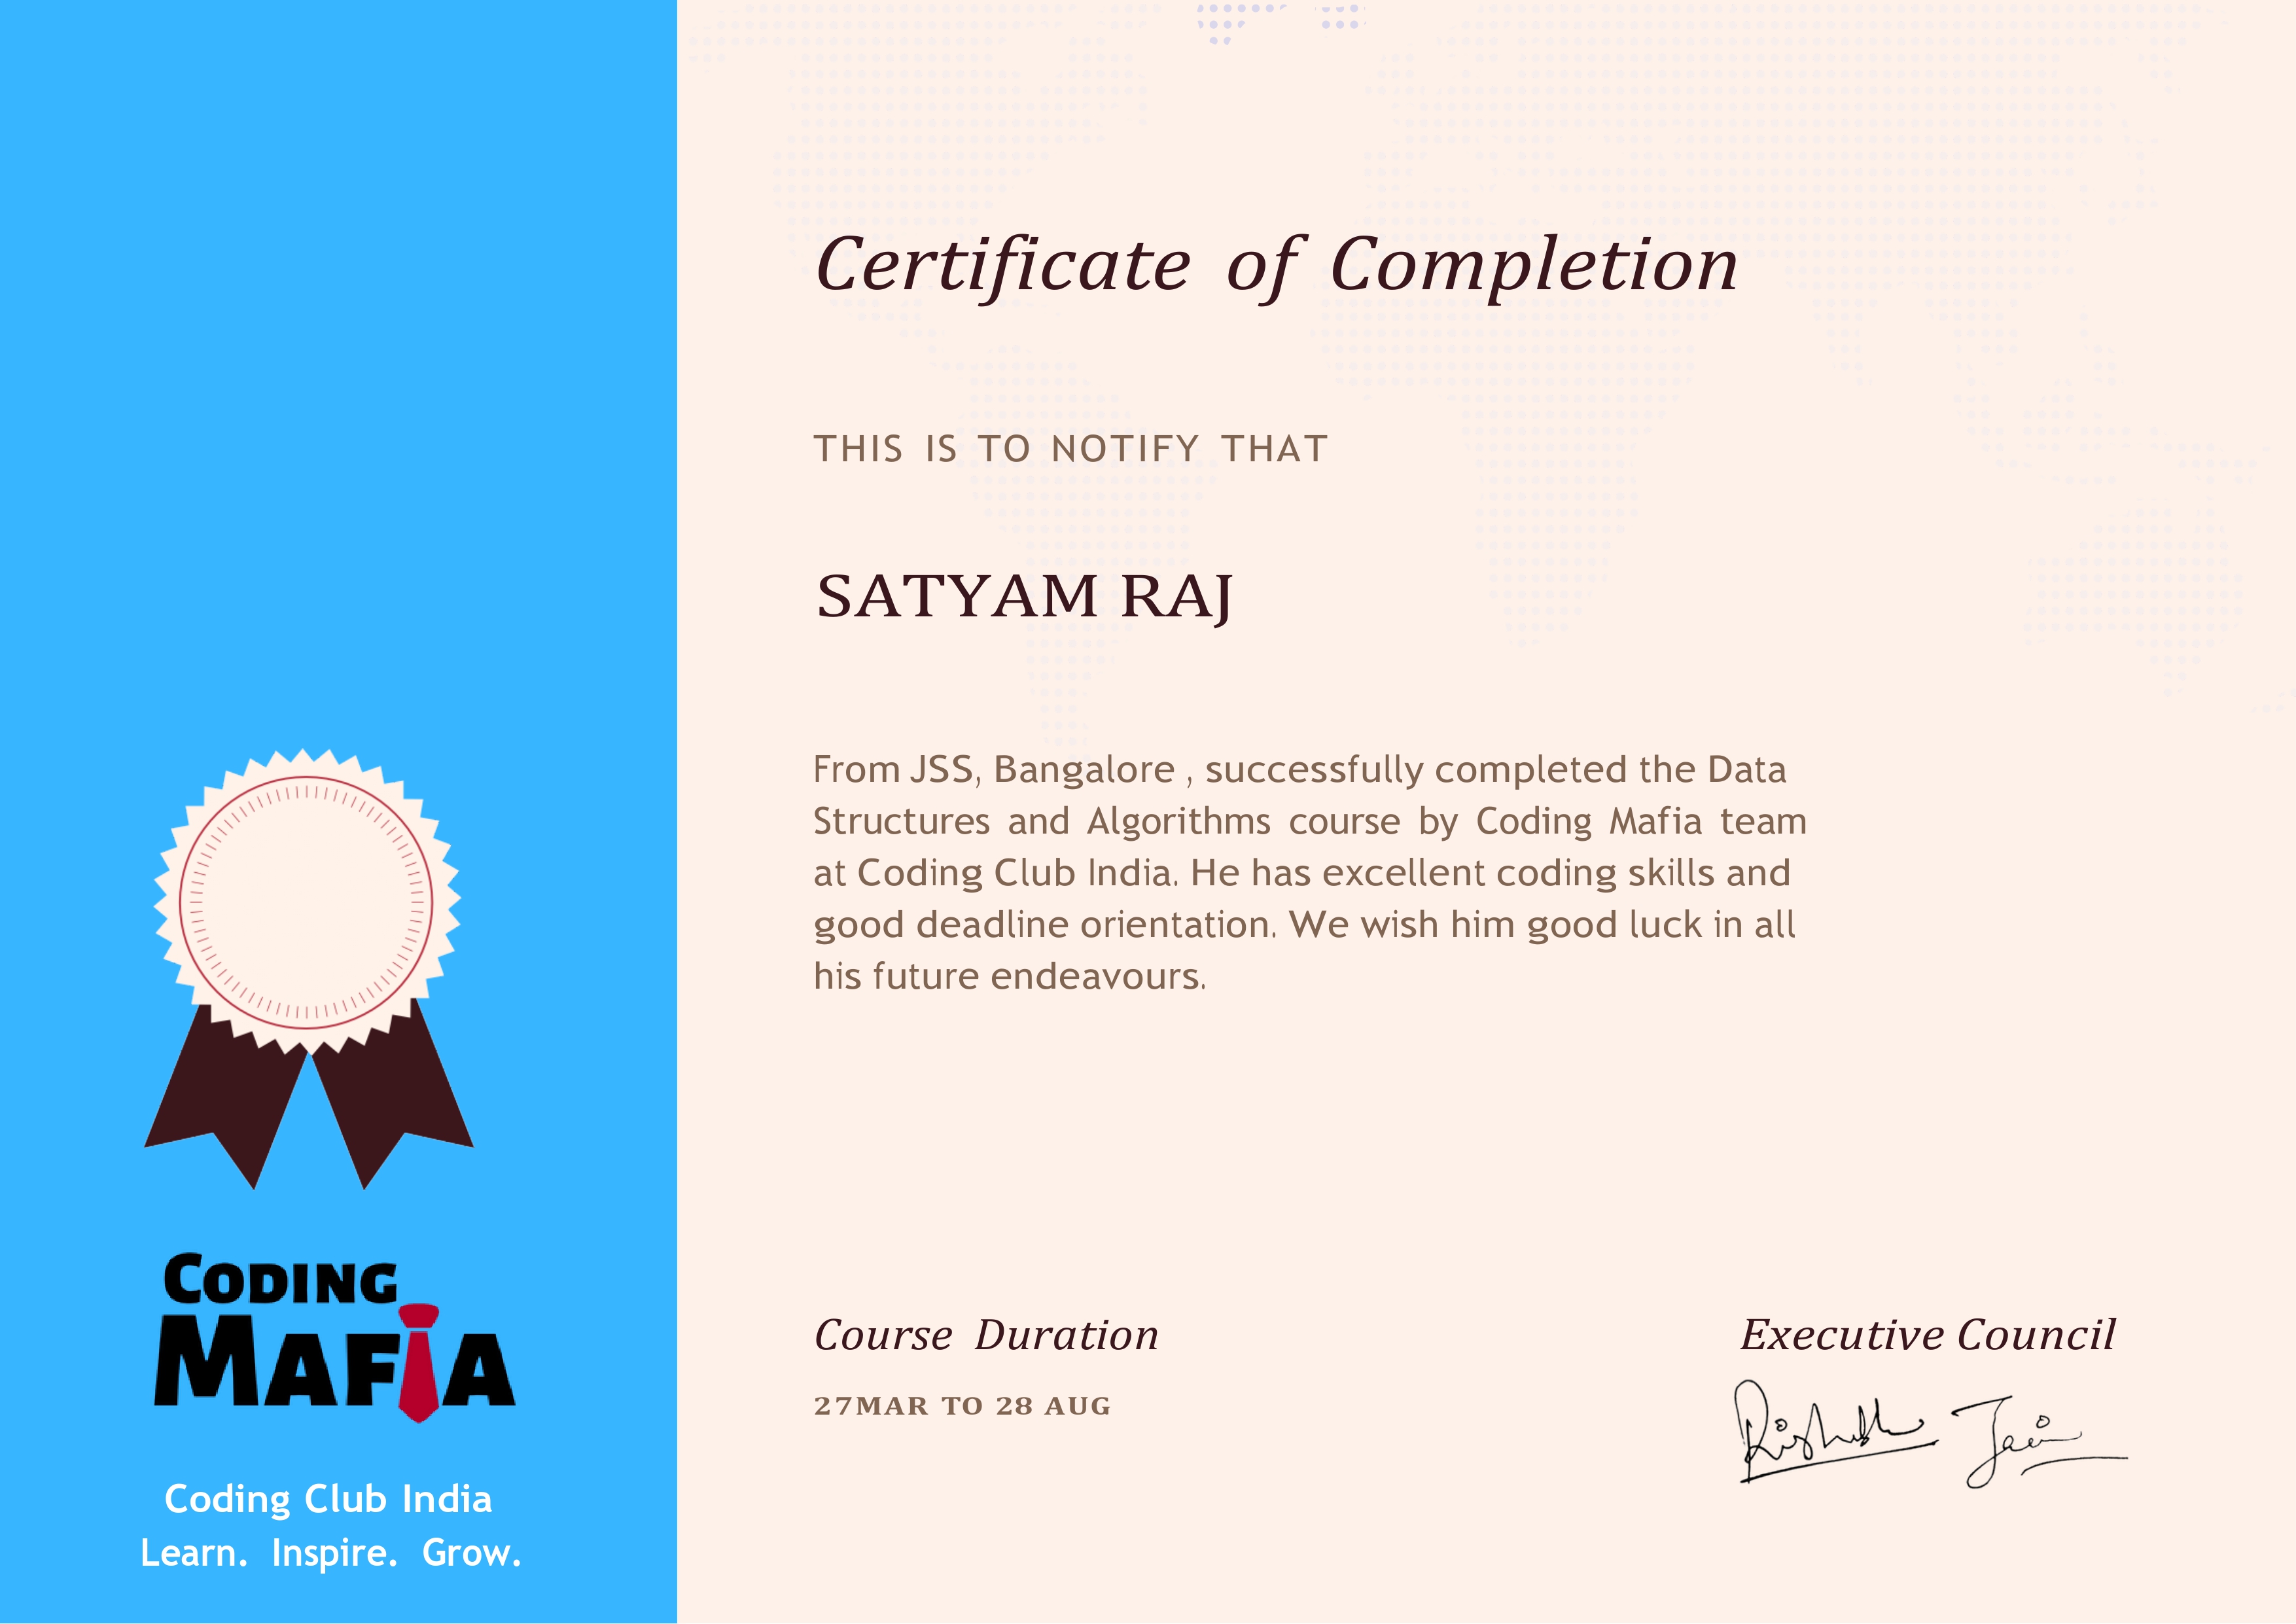 Certificate of Completion
THIS IS TO NOTIFY THAT
SATYAM RAJ
From JSS, Bangalore , successfully completed the Data
Structures and Algorithms course by Coding Mafia team
at Coding Club India. He has excellent coding skills and
good deadline orientation. We wish him good luck in all
his future endeavours.
Course Duration
27MAR TO 28 AUG
Executive Council
Rishabh Jain
CODING
MAFIA
Coding Club India
Learn. Inspire. Grow.